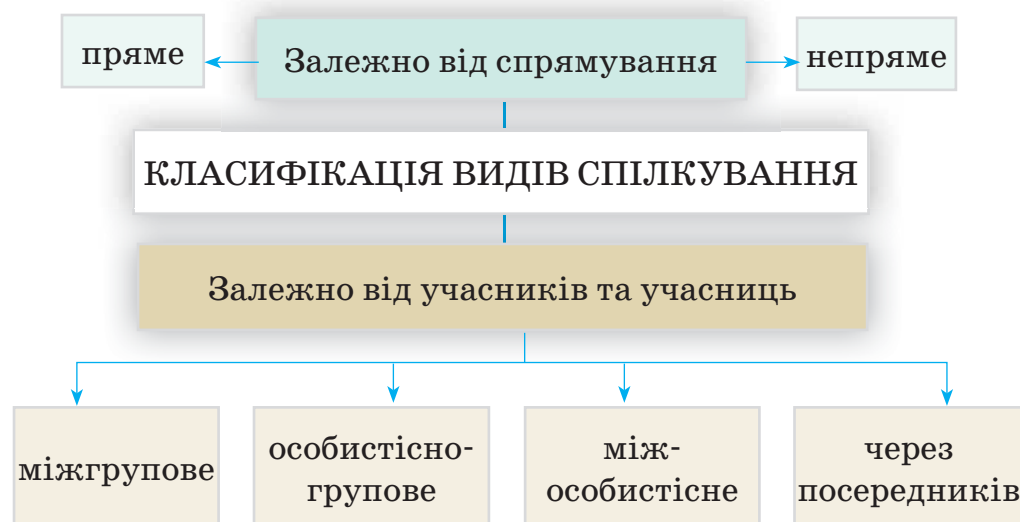 пряме
Залежно від спрямування
непряме
КЛАСИФІКАЦІЯ ВИДІВ СПІЛКУВАННЯ
Залежно від учасників та учасниць
міжгрупове
особистісно-
групове
між-
особистісне
через
посередників